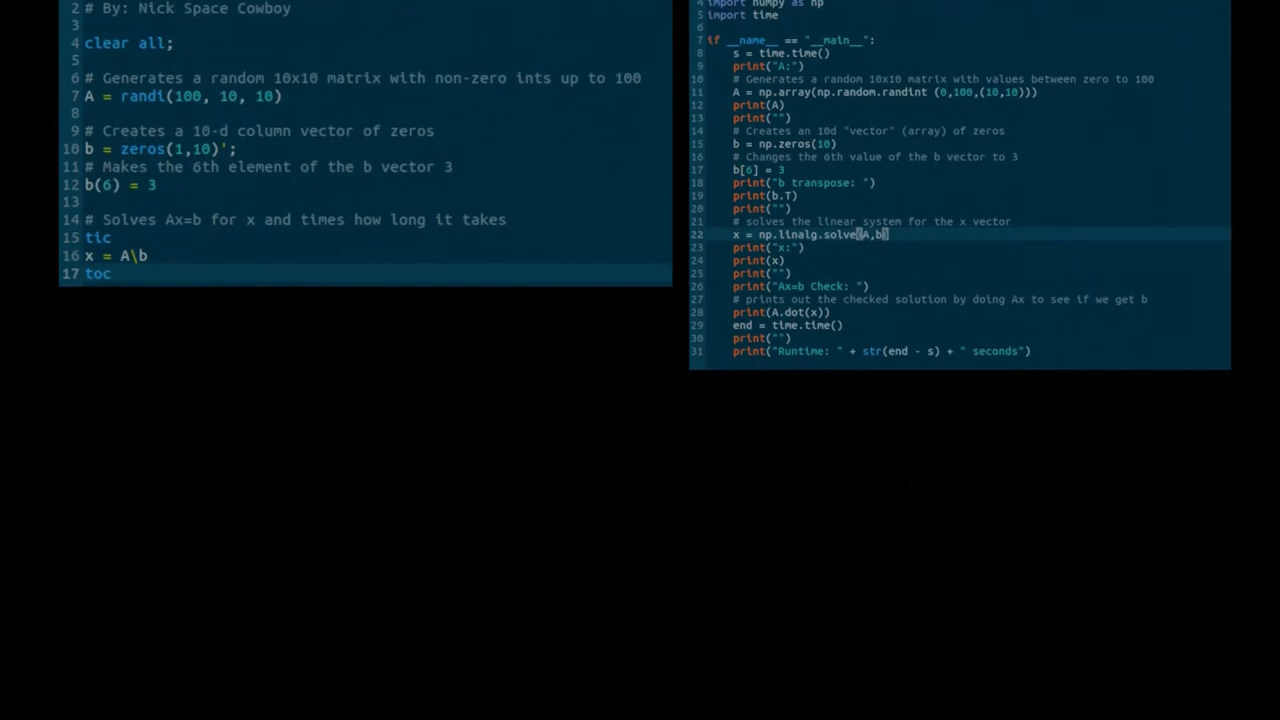 2 # By: Nick Space Cowboy
3
4 clear all;
5
6 # Generates a random 10x10 matrix with non-zero ints up to 100
7 A = randi(100, 10, 10)
8
9 # Creates a 10-d column vector of zeros
10 b = zeros(1,10)';
11 # Makes the 6th element of the b vector 3
12 b(6) = 3
13
14 # Solves Ax=b for x and times how long it takes
15 tic
16 x = A\b
17 toc
4 import numpy as np
5 import time
6
7 if __name__ == "__main__":
8 s = time.time()
9 print("A:")
10 # Generates a random 10x10 matrix with values between zero to 100
11 A = np.array(np.random.randint (0,100,(10,10)))
12 print(A)
13 print("")
14 # Creates an 10d "vector" (array) of zeros
15 b = np.zeros(10)
16 # Changes the 6th value of the b vector to 3
17 b[6] = 3
18 print("b transpose: ")
19 print(b.T)
20 print("")
21 # solves the linear system for the x vector
22 x = np.linalg.solve(A,b)
23 print("x:")
24 print(x)
25 print("")
26 print("Ax=b Check: ")
27 # prints out the checked solution by doing Ax to see if we get b
28 print(A.dot(x))
29 end = time.time()
30 print("")
31 print("Runtime: " + str(end - s) + " seconds")